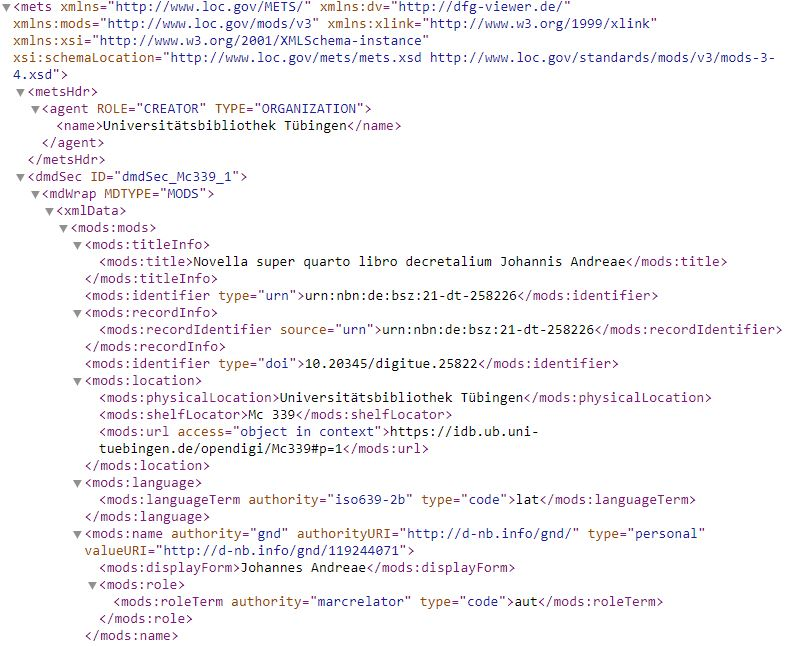 <mets xmlns="http://www.loc.gov/METS/" xmlns:dv="http://dfg-viewer.de/"
xmlns:mods="http://www.loc.gov/mods/v3" xmlns:xlink="http://www.w3.org/1999/xlink"
xmlns:xsi="http://www.w3.org/2001/XMLSchema-instance"
xsi:schemaLocation="http://www.loc.gov/mets/mets.xsd http://www.loc.gov/standards/mods/v3/mods-3-
4.xsd">
<metsHdr>
<agent ROLE="CREATOR" TYPE="ORGANIZATION">
<name>Universitätsbibliothek Tübingen</name>
</agent>
</metsHdr>
<dmdSec ID="dmdSec_Mc339_1">
<mdWrap MDTYPE="MODS">
<xmlData>
<mods:mods>
<mods:titleInfo>
<mods:title>Novella super quarto libro decretalium Johannis Andreae</mods:title>
</mods:titleInfo>
<mods:identifier type="urn">urn:nbn:de:bsz:21-dt-258226</mods:identifier>
<mods:recordInfo>
<mods:recordIdentifier source="urn">urn:nbn:de:bsz:21-dt-258226</mods:recordIdentifier>
</mods:recordInfo>
<mods:identifier type="doi">10.20345/digitue.25822</mods:identifier>
<mods:location>
<mods:physicalLocation>Universitätsbibliothek Tübingen</mods:physicalLocation>
<mods:shelfLocator>Mc 339</mods:shelfLocator>
<mods:url access="object in context">https://idb.ub.uni-
tuebingen.de/opendigi/Mc339#p=1</mods:url>
</mods:location>
<mods:language>
<mods:languageTerm authority="iso639-2b" type="code">lat</mods:languageTerm>
</mods:language>
<mods:name authority="gnd" authorityURI="http://d-nb.info/gnd/" type="personal"
valueURI="http://d-nb.info/gnd/119244071">
<mods:displayForm>Johannes Andreae</mods:displayForm>
<mods:role>
<mods:roleTerm authority="marcrelator" type="code">aut</mods:roleTerm>
</mods:role>
</mods:name>